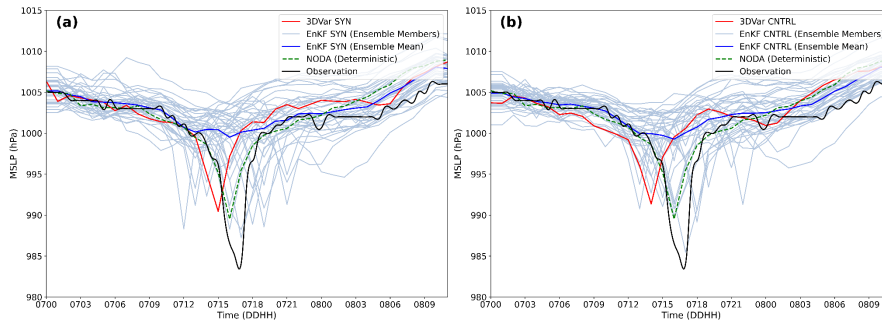 (a)
3DVar SYN
EnKF SYN (Ensemble Members)
EnKF SYN (Ensemble Mean)
NODA (Deterministic)
Observation
1015
1010
1005
1000
995
990
985
980
MSLP (hPa)
0700 0703 0706 0709 0712 0715 0718 0721 0800 0803 0806 0809
Time (DDHH)
(b)
3DVar CNTRL
EnKF CNTRL (Ensemble Members)
EnKF CNTRL (Ensemble Mean)
NODA (Deterministic)
Observation
1015
1010
1005
1000
995
990
985
980
MSLP (hPa)
0700 0703 0706 0709 0712 0715 0718 0721 0800 0803 0806 0809
Time (DDHH)